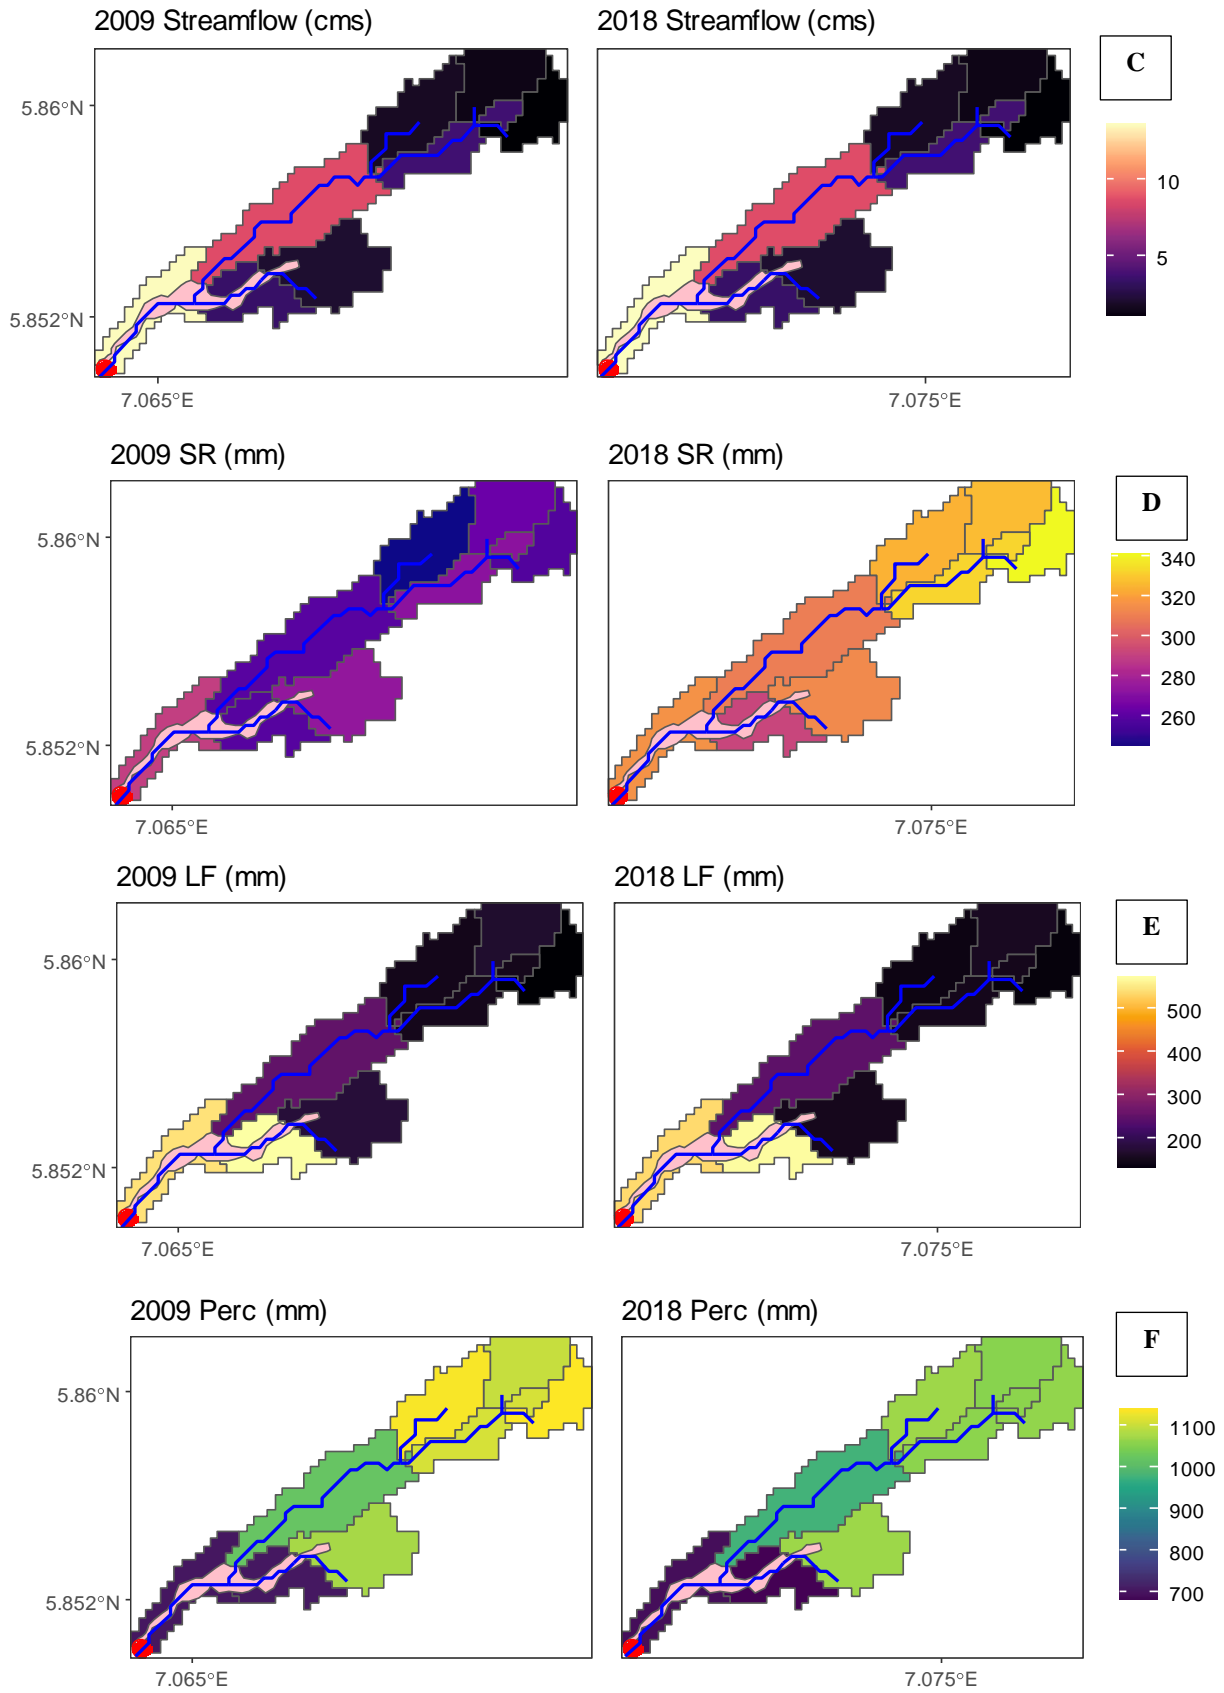 2009 Streamflow (cms)
2018 Streamflow (cms)
C
5.86°N
5.852°N
7.065°E
7.075°E
10
5
2009 SR (mm)
2018 SR (mm)
D
5.86°N
5.852°N
7.065°E
7.075°E
340
320
300
280
260
2009 LF (mm)
2018 LF (mm)
E
5.86°N
5.852°N
7.065°E
7.075°E
500
400
300
200
2009 Perc (mm)
2018 Perc (mm)
F
5.86°N
5.852°N
7.065°E
7.075°E
1100
1000
900
800
700